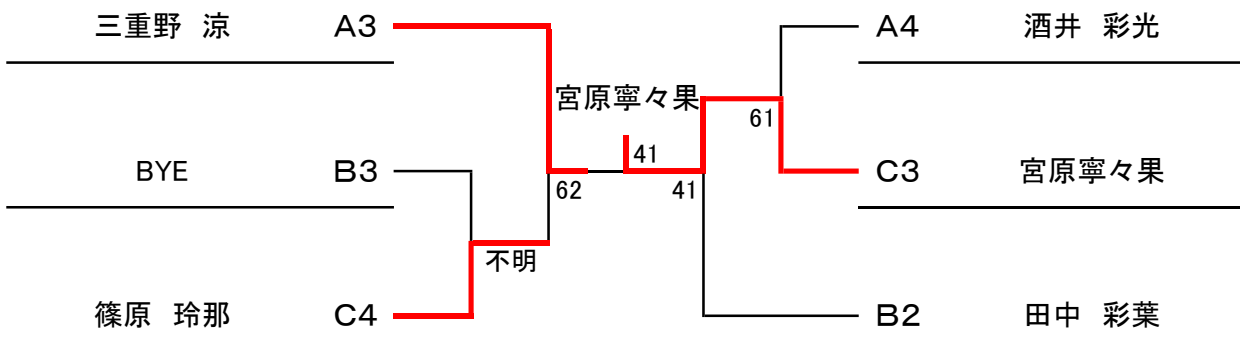 三重野 涼 A3
A4 酒井 彩光
宮原寧々果
61
BYE B3
41
C3 宮原寧々果
62
41
不明
篠原 玲那 C4
B2 田中 彩葉